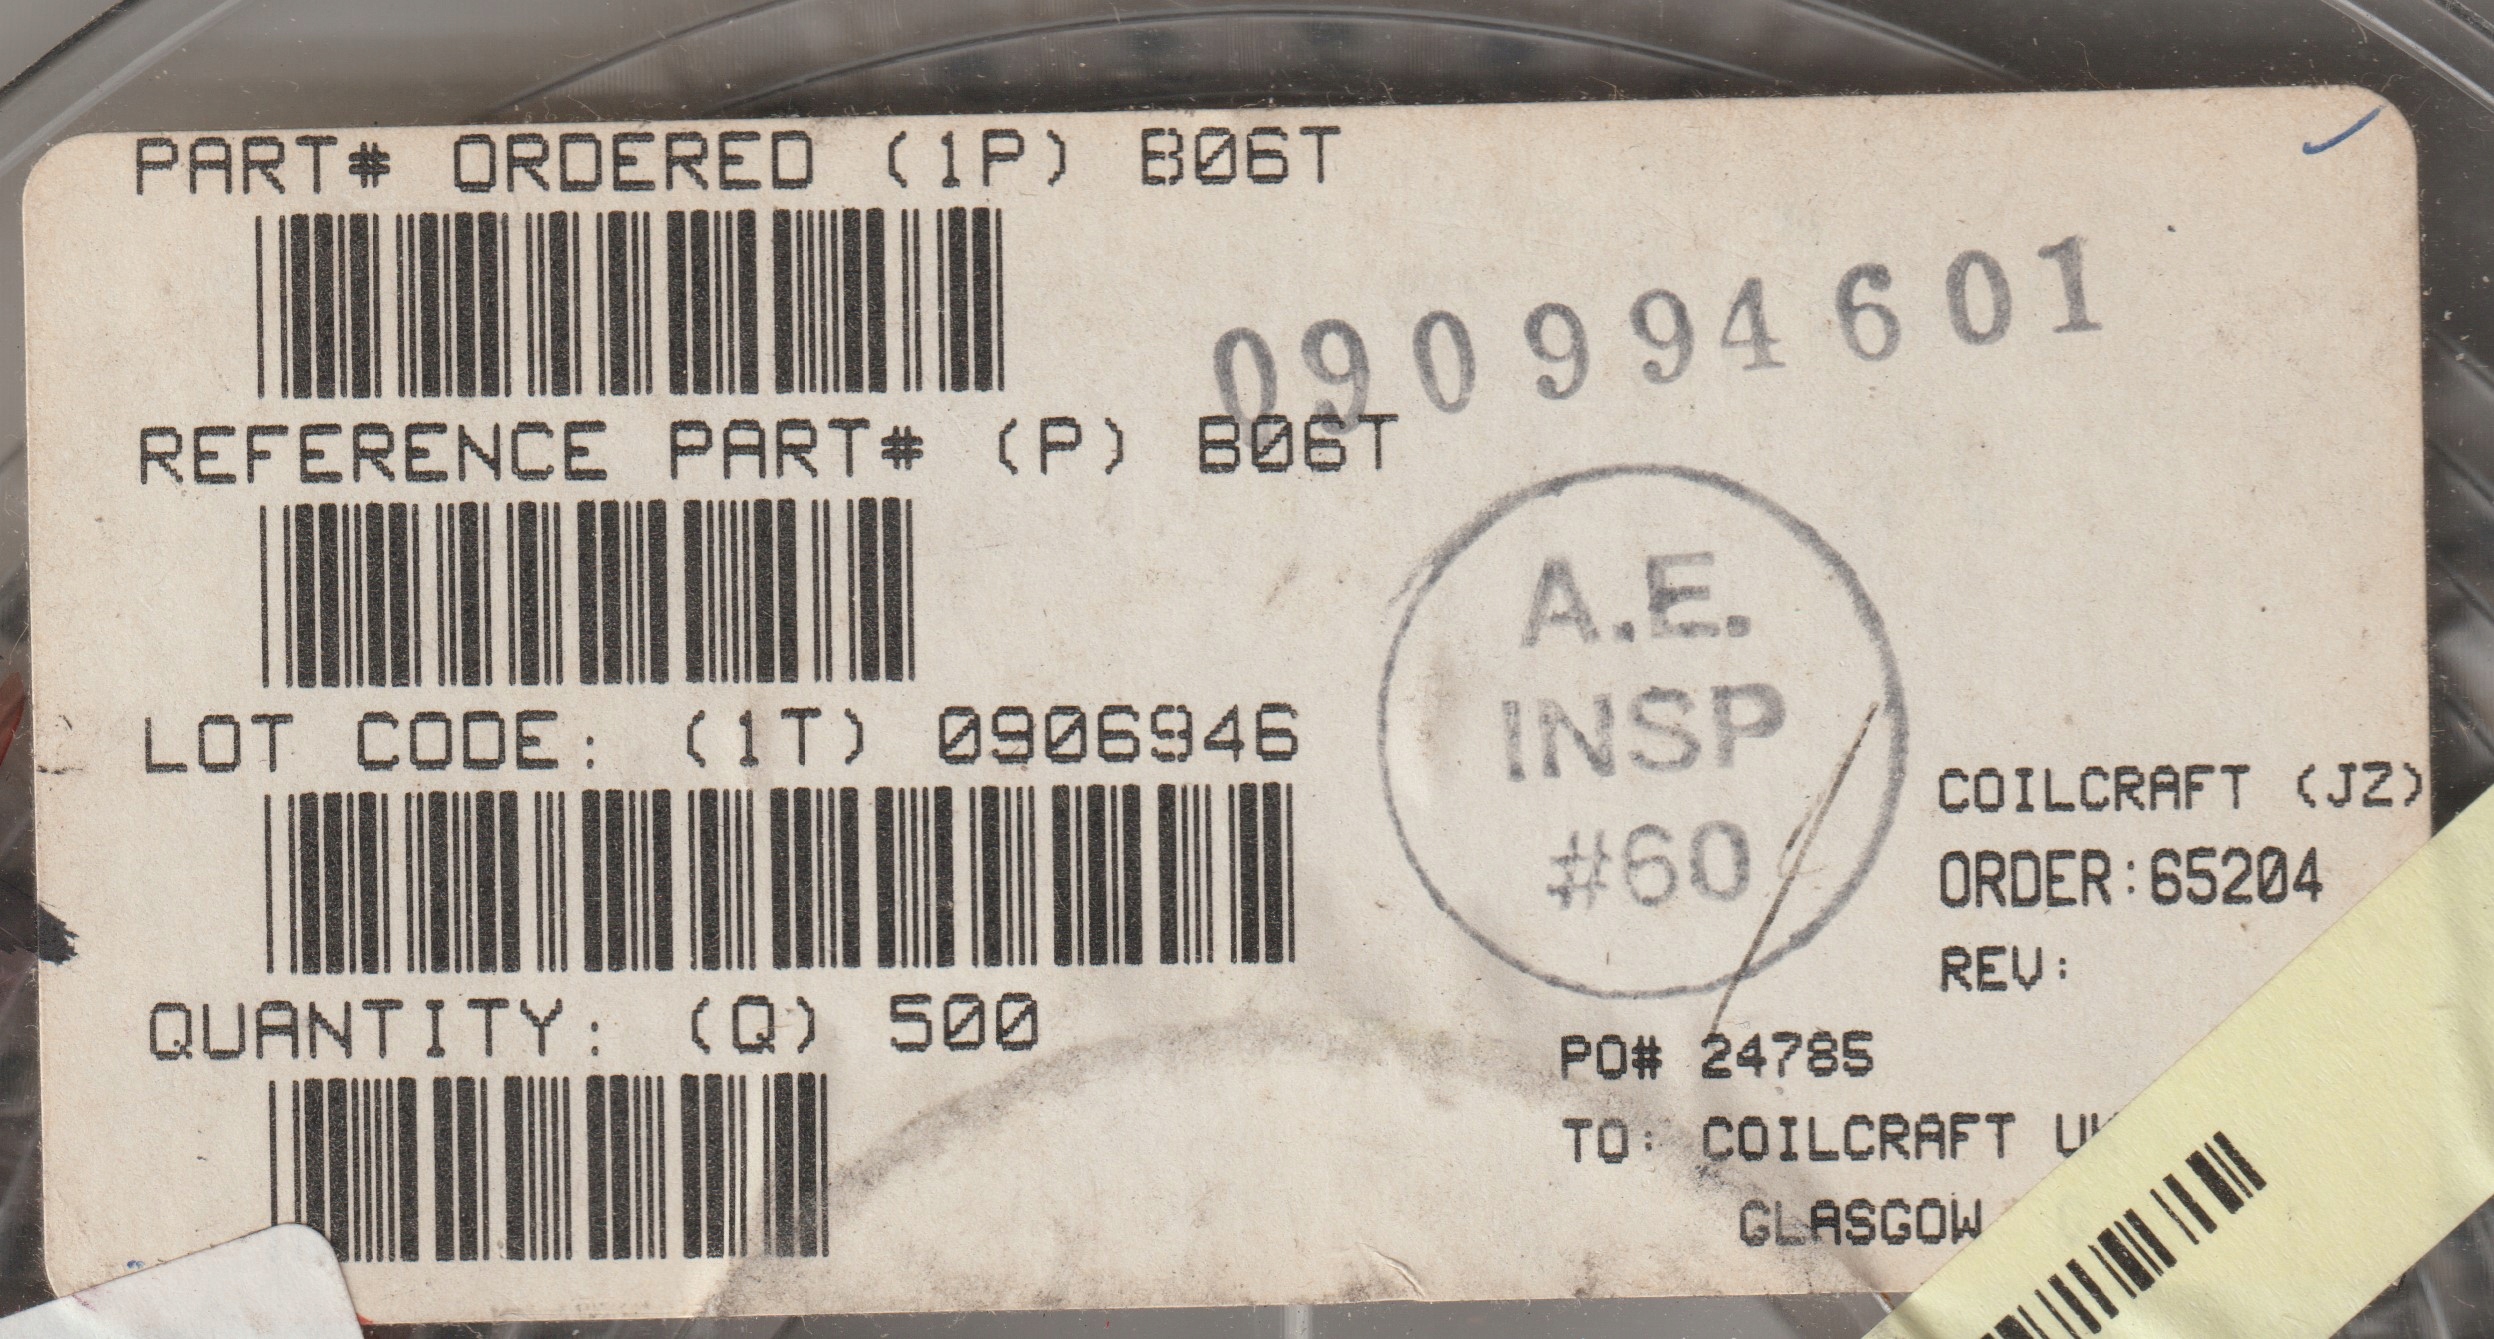 PART# ORDERED (1P) B06T
090994601
REFERENCE PART# (P) B06T
A.E.
INSP
#60
LOT CODE: (1T) 0906946
COILCRAFT (JZ)
ORDER:65204
REV:
QUANTITY: (Q) 500
PO# 24785
TO: COILCRAFT
GLASGOW